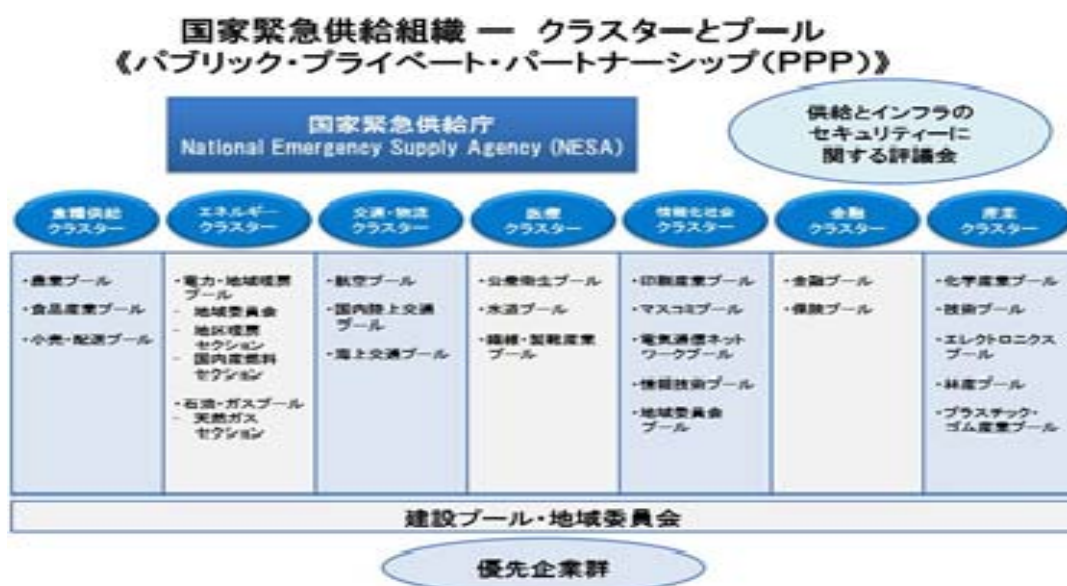 国家緊急供給組織 ー クラスターとプール
《パブリック・プライベート・パートナーシップ(PPP)》
国家緊急供給庁
National Emergency Supply Agency (NESA)
供給とインフラの
セキュリティーに
関する評議会
食糧供給
クラスター
エネルギー
クラスター
交通・物流
クラスター
医療
クラスター
情報化社会
クラスター
金融
クラスター
産業
クラスター
・農業プール
・食品産業プール
・小売・配送プール
・電力・地域暖房
プール
- 地域委員会
- 地区暖房
セクション
- 国内産燃料
セクション
・石油・ガスプール
- 天然ガス
セクション
・航空プール
・国内陸上交通
プール
・海上交通プール
・公衆衛生プール
・水道プール
・繊維・製靴産業
プール
・印刷産業プール
・マスコミプール
・電気通信ネット
ワークプール
・情報技術プール
・地域委員会
プール
・金融プール
・保険プール
・化学産業プール
・技術プール
・エレクトロニクス
プール
・林産プール
・プラスチック・
ゴム産業プール
建設プール・地域委員会
優先企業群